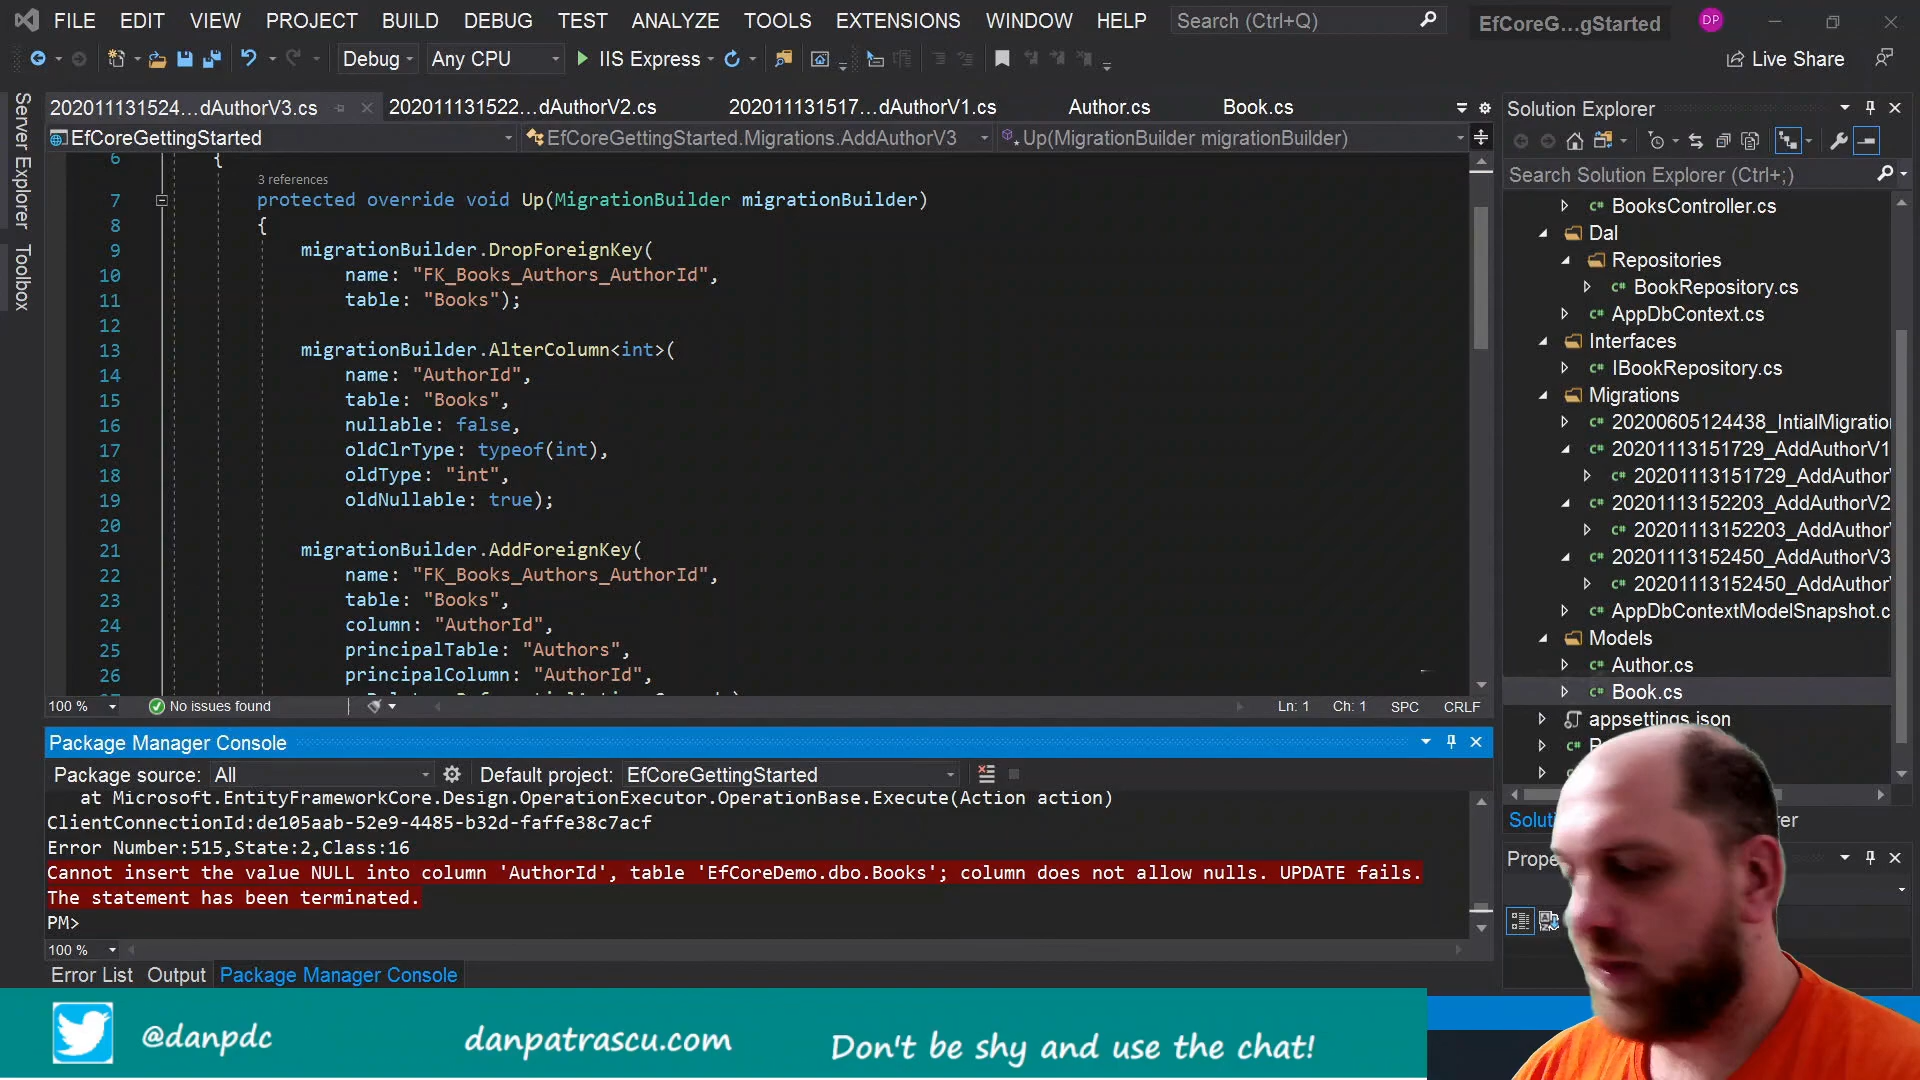 FILE EDIT VIEW PROJECT BUILD DEBUG TEST ANALYZE TOOLS EXTENSIONS WINDOW HELP Search (Ctrl+Q) EfCoreG...gStarted DP
Debug Any CPU IIS Express Live Share
202011131524...dAuthorV3.cs 202011131522...dAuthorV2.cs 202011131517...dAuthorV1.cs Author.cs Book.cs
EfCoreGettingStarted EfCoreGettingStarted.Migrations.AddAuthorV3 Up(MigrationBuilder migrationBuilder)
Server Explorer
Toolbox
6 {
3 references
7 protected override void Up(MigrationBuilder migrationBuilder)
8 {
9 migrationBuilder.DropForeignKey(
10 name: "FK_Books_Authors_AuthorId",
11 table: "Books");
12
13 migrationBuilder.AlterColumn<int>(
14 name: "AuthorId",
15 table: "Books",
16 nullable: false,
17 oldClrType: typeof(int),
18 oldType: "int",
19 oldNullable: true);
20
21 migrationBuilder.AddForeignKey(
22 name: "FK_Books_Authors_AuthorId",
23 table: "Books",
24 column: "AuthorId",
25 principalTable: "Authors",
26 principalColumn: "AuthorId",
100 % No issues found Ln: 1 Ch: 1 SPC CRLF
Package Manager Console
Package source: All Default project: EfCoreGettingStarted
at Microsoft.EntityFrameworkCore.Design.OperationExecutor.OperationBase.Execute(Action action)
ClientConnectionId:de105aab-52e9-4485-b32d-faffe38c7acf
Error Number:515,State:2,Class:16
Cannot insert the value NULL into column 'AuthorId', table 'EfCoreDemo.dbo.Books'; column does not allow nulls. UPDATE fails.
The statement has been terminated.
PM>
100 %
Error List Output Package Manager Console
Solution Explorer
Search Solution Explorer (Ctrl+;)
BooksController.cs
Dal
Repositories
BookRepository.cs
AppDbContext.cs
Interfaces
IBookRepository.cs
Migrations
20200605124438_IntialMigratio
20201113151729_AddAuthorV1
20201113151729_AddAuthor
20201113152203_AddAuthorV2
20201113152203_AddAuthor
20201113152450_AddAuthorV3
20201113152450_AddAuthor
AppDbContextModelSnapshot.c
Models
Author.cs
Book.cs
appsettings.json
@danpdc danpatrascu.com Don't be shy and use the chat!